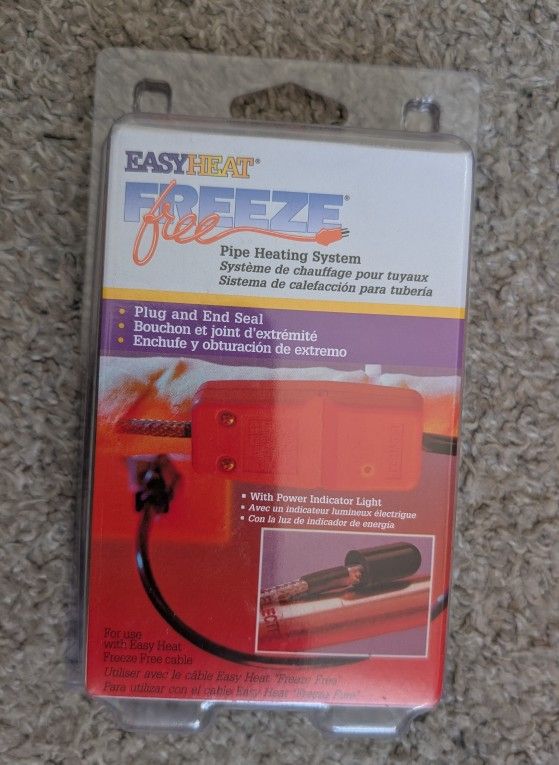 EASYHEAT®
FREEZE®
free
Pipe Heating System
Système de chauffage pour tuyaux
Sistema de calefacción para tubería
• Plug and End Seal
• Bouchon et joint d'extrémité
• Enchufe y obturación de extremo
▪ With Power Indicator Light
▪ Avec un indicateur lumineux électrigue
▪ Con la luz de indicador de energía
For use
with Easy Heat
Freeze Free cable
Utiliser avec le câble Easy Heat "Freeze Free"
Para utilizar con el cable Easy Heat "Freeze Free"